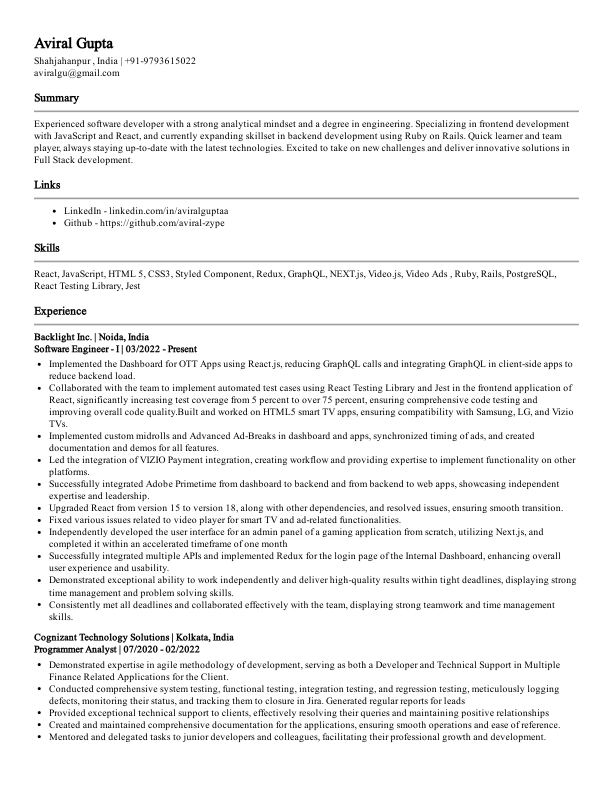 Aviral Gupta
Shahjahanpur , India | +91-9793615022
aviralgu@gmail.com
Summary
Experienced software developer with a strong analytical mindset and a degree in engineering. Specializing in frontend development
with JavaScript and React, and currently expanding skillset in backend development using Ruby on Rails. Quick learner and team
player, always staying up-to-date with the latest technologies. Excited to take on new challenges and deliver innovative solutions in
Full Stack development.
Links
• LinkedIn - linkedin.com/in/aviralguptaa
• Github - https://github.com/aviral-zype
Skills
React, JavaScript, HTML 5, CSS3, Styled Component, Redux, GraphQL, NEXT.js, Video.js, Video Ads , Ruby, Rails, PostgreSQL,
React Testing Library, Jest
Experience
Backlight Inc. | Noida, India
Software Engineer - I | 03/2022 - Present
• Implemented the Dashboard for OTT Apps using React.js, reducing GraphQL calls and integrating GraphQL in client-side apps to
reduce backend load.
• Collaborated with the team to implement automated test cases using React Testing Library and Jest in the frontend application of
React, significantly increasing test coverage from 5 percent to over 75 percent, ensuring comprehensive code testing and
improving overall code quality.Built and worked on HTML5 smart TV apps, ensuring compatibility with Samsung, LG, and Vizio
TVs.
• Implemented custom midrolls and Advanced Ad-Breaks in dashboard and apps, synchronized timing of ads, and created
documentation and demos for all features.
• Led the integration of VIZIO Payment integration, creating workflow and providing expertise to implement functionality on other
platforms.
• Successfully integrated Adobe Primetime from dashboard to backend and from backend to web apps, showcasing independent
expertise and leadership.
• Upgraded React from version 15 to version 18, along with other dependencies, and resolved issues, ensuring smooth transition.
• Fixed various issues related to video player for smart TV and ad-related functionalities.
• Independently developed the user interface for an admin panel of a gaming application from scratch, utilizing Next.js, and
completed it within an accelerated timeframe of one month
• Successfully integrated multiple APIs and implemented Redux for the login page of the Internal Dashboard, enhancing overall
user experience and usability.
• Demonstrated exceptional ability to work independently and deliver high-quality results within tight deadlines, displaying strong
time management and problem solving skills.
• Consistently met all deadlines and collaborated effectively with the team, displaying strong teamwork and time management
skills.
Cognizant Technology Solutions | Kolkata, India
Programmer Analyst | 07/2020 - 02/2022
• Demonstrated expertise in agile methodology of development, serving as both a Developer and Technical Support in Multiple
Finance Related Applications for the Client.
• Conducted comprehensive system testing, functional testing, integration testing, and regression testing, meticulously logging
defects, monitoring their status, and tracking them to closure in Jira. Generated regular reports for leads
• Provided exceptional technical support to clients, effectively resolving their queries and maintaining positive relationships
• Created and maintained comprehensive documentation for the applications, ensuring smooth operations and ease of reference.
• Mentored and delegated tasks to junior developers and colleagues, facilitating their professional growth and development.